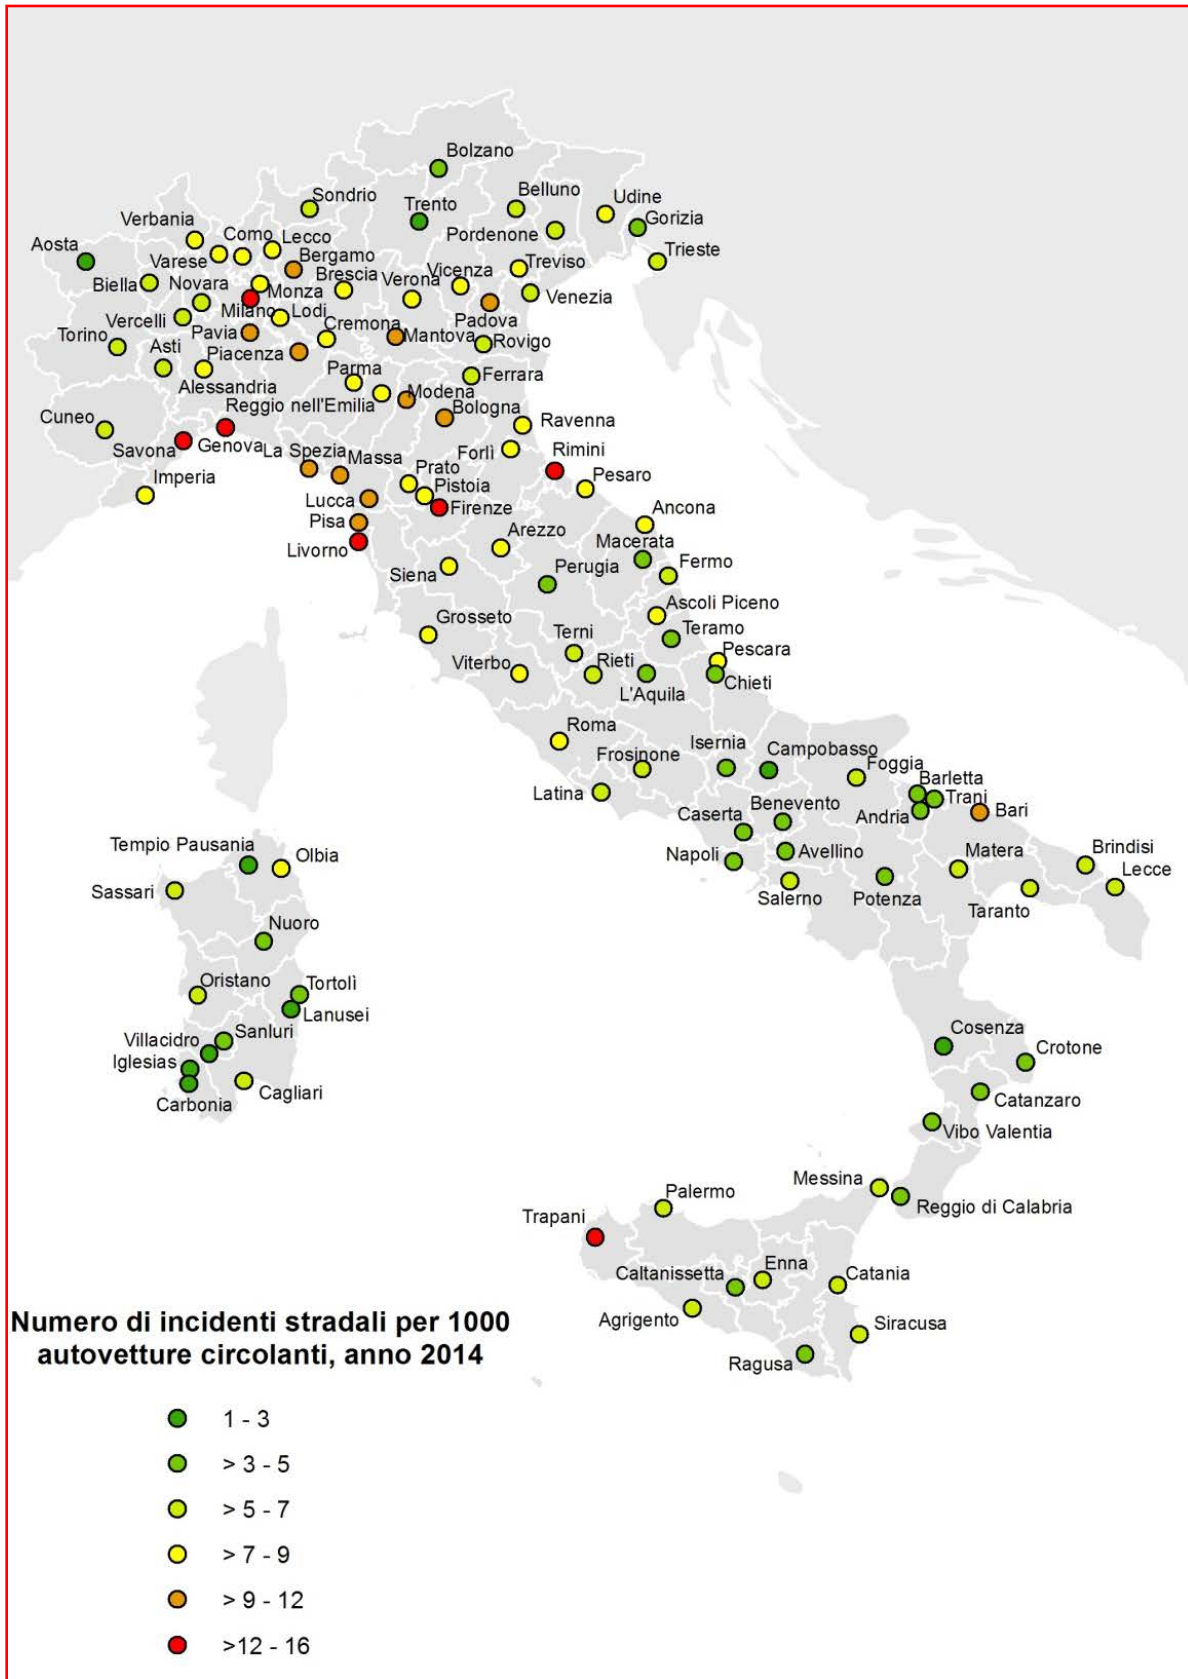 Bolzano
Sondrio
Belluno
Udine
Trento
Gorizia
Verbania
Pordenone
Como
Lecco
Aosta
Trieste
Varese
Bergamo
Vicenza
Treviso
Brescia
Verona
Biella
Novara
Monza
Venezia
Milano
Lodi
Padova
Vercelli
Cremona
Torino
Pavia
Mantova
Rovigo
Asti
Piacenza
Parma
Ferrara
Alessandria
Modena
Reggio nell'Emilia
Bologna
Cuneo
Ravenna
Savona
Genova
La Spezia
Massa
Forlì
Rimini
Prato
Pesaro
Imperia
Pistoia
Lucca
Firenze
Ancona
Pisa
Arezzo
Macerata
Livorno
Fermo
Siena
Perugia
Ascoli Piceno
Grosseto
Terni
Teramo
Pescara
Viterbo
Rieti
Chieti
L'Aquila
Roma
Isernia
Campobasso
Frosinone
Foggia
Barletta
Latina
Trani
Benevento
Bari
Caserta
Andria
Tempio Pausania
Olbia
Napoli
Avellino
Matera
Brindisi
Lecce
Sassari
Salerno
Potenza
Taranto
Nuoro
Oristano
Tortolì
Lanusei
Sanluri
Villacidro
Cosenza
Iglesias
Crotone
Cagliari
Carbonia
Catanzaro
Vibo Valentia
Messina
Palermo
Reggio di Calabria
Trapani
Enna
Caltanissetta
Catania
Agrigento
Siracusa
Ragusa
Numero di incidenti stradali per 1000
autovetture circolanti, anno 2014
1 - 3
> 3 - 5
> 5 - 7
> 7 - 9
> 9 - 12
>12 - 16